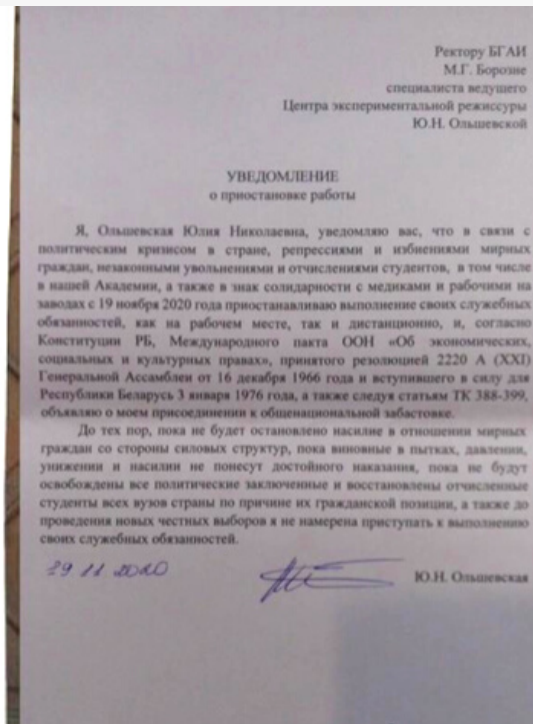 Ректору БГАИ
М.Г. Борозне
специалиста ведущего
Центра экспериментальной режиссуры
Ю.Н. Ольшевской
УВЕДОМЛЕНИЕ
о приостановке работы
Я, Ольшевская Юлия Николаевна, уведомляю вас, что в связи с
политическим кризисом в стране, репрессиями и избиениями мирных
граждан, незаконными увольнениями и отчислениями студентов, в том числе
в нашей Академии, а также в знак солидарности с медиками и рабочими на
заводах с 19 ноября 2020 года приостанавливаю выполнение своих служебных
обязанностей, как на рабочем месте, так и дистанционно, и, согласно
Конституции РБ, Международного пакта ООН «Об экономических,
социальных и культурных правах», принятого резолюцией 2220 А (XXI)
Генеральной Ассамблеи от 16 декабря 1966 года и вступившего в силу для
Республики Беларусь 3 января 1976 года, а также следуя статьям ТК 388-399,
объявляю о моем присоединении к общенациональной забастовке.
До тех пор, пока не будет остановлено насилие в отношении мирных
граждан со стороны силовых структур, пока виновные в пытках, давлении,
унижении и насилии не понесут достойного наказания, пока не будут
освобождены все политические заключенные и восстановлены отчисленные
студенты всех вузов страны по причине их гражданской позиции, а также до
проведения новых честных выборов я не намерена приступать к выполнению
своих служебных обязанностей.
19.11.2020 Ю.Н. Ольшевская